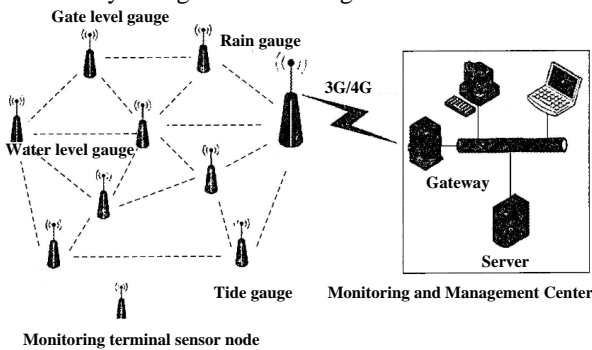 Gate level gauge
Rain gauge
3G/4G
Water level gauge
Gateway
Server
Tide gauge
Monitoring and Management Center
Monitoring terminal sensor node